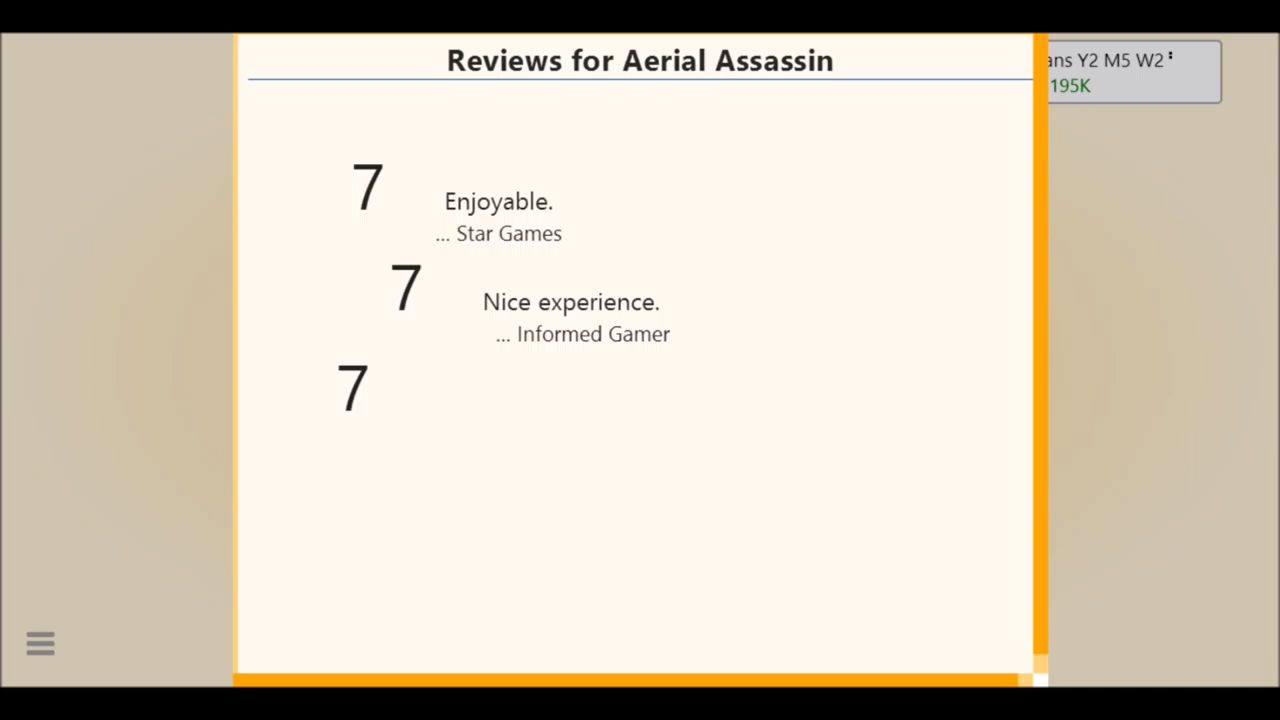 Reviews for Aerial Assassin
ans Y2 M5 W2
195K
7
Enjoyable.
... Star Games
7
Nice experience.
... Informed Gamer
7